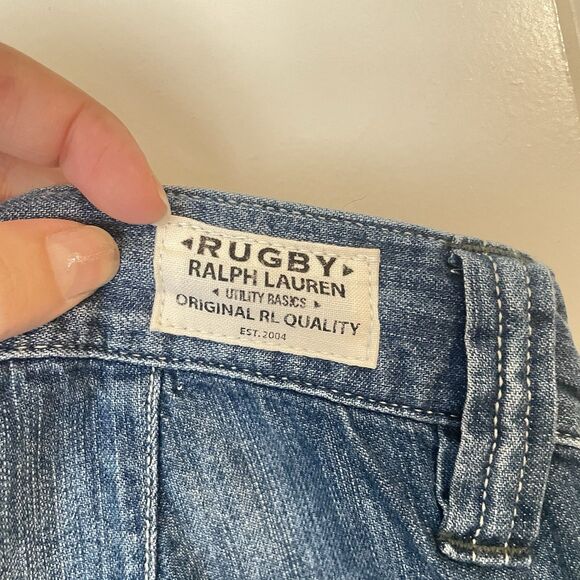 RUGBY
RALPH LAUREN
UTILITY BASICS
ORIGINAL RL QUALITY
EST. 2004